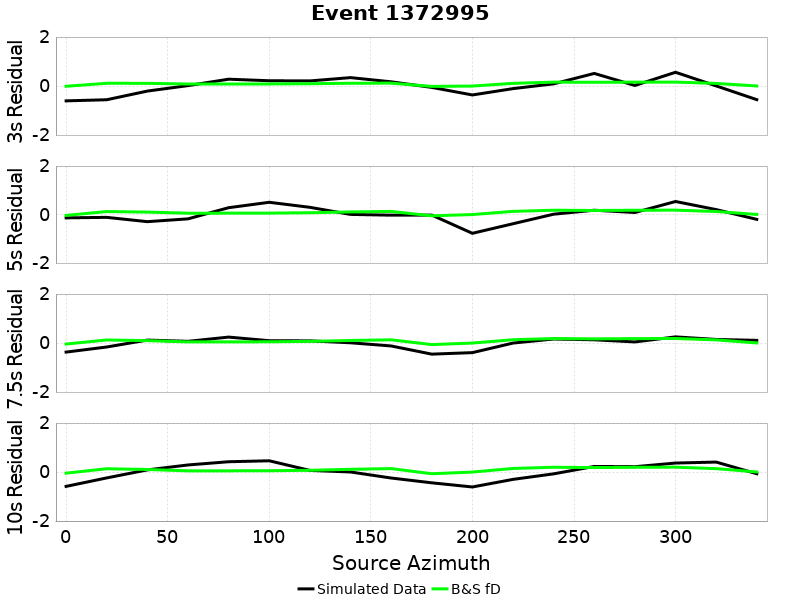 Event 1372995
3s Residual
2
0
-2
5s Residual
2
0
-2
7.5s Residual
2
0
-2
10s Residual
2
0
-2
0 50 100 150 200 250 300
Source Azimuth
Simulated Data B&S fD